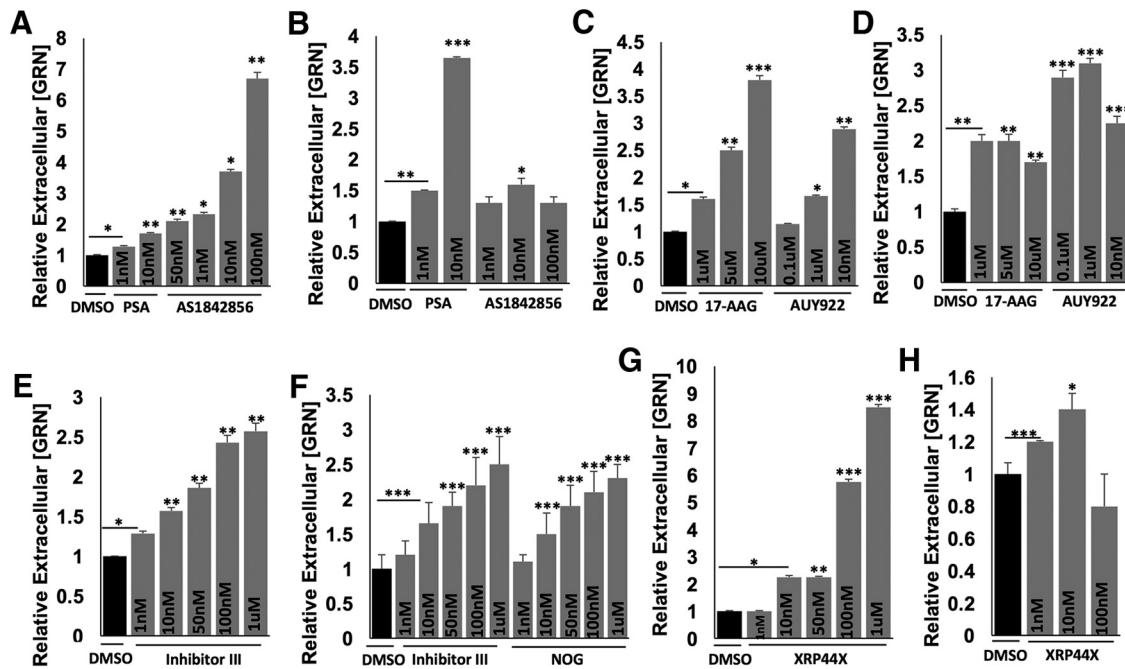 A
Relative Extracellular [GRN]
8
7
6
5
4
3
2
1
0
*
**
**
*
*
**
1nM
10nM
50nM
1nM
10nM
100nM
DMSO PSA AS1842856
B
Relative Extracellular [GRN]
4
3.5
3
2.5
2
1.5
1
0.5
0
**
***
*
1nM
10nM
1nM
10nM
100nM
DMSO PSA AS1842856
C
Relative Extracellular [GRN]
4.5
4
3.5
3
2.5
2
1.5
1
0.5
0
*
**
***
*
**
1uM
5uM
10uM
0.1uM
1uM
10nM
DMSO 17-AAG AUY922
D
Relative Extracellular [GRN]
3.5
3
2.5
2
1.5
1
0.5
0
**
**
**
***
***
***
1uM
5uM
10uM
0.1uM
1uM
10nM
DMSO 17-AAG AUY922
E
Relative Extracellular [GRN]
3
2.5
2
1.5
1
0.5
0
*
**
**
**
**
1nM
10nM
50nM
100nM
1uM
DMSO Inhibitor III
F
Relative Extracellular [GRN]
3.5
3
2.5
2
1.5
1
0.5
0
***
***
***
***
***
***
***
***
1nM
10nM
50nM
100nM
1uM
1nM
10nM
50nM
100nM
1uM
DMSO Inhibitor III NOG
G
Relative Extracellular [GRN]
10
9
8
7
6
5
4
3
2
1
0
*
**
***
***
1nM
10nM
50nM
100nM
1uM
DMSO XRP44X
H
Relative Extracellular [GRN]
1.6
1.4
1.2
1
0.8
0.6
0.4
0.2
0
***
*
1nM
10nM
100nM
DMSO XRP44X